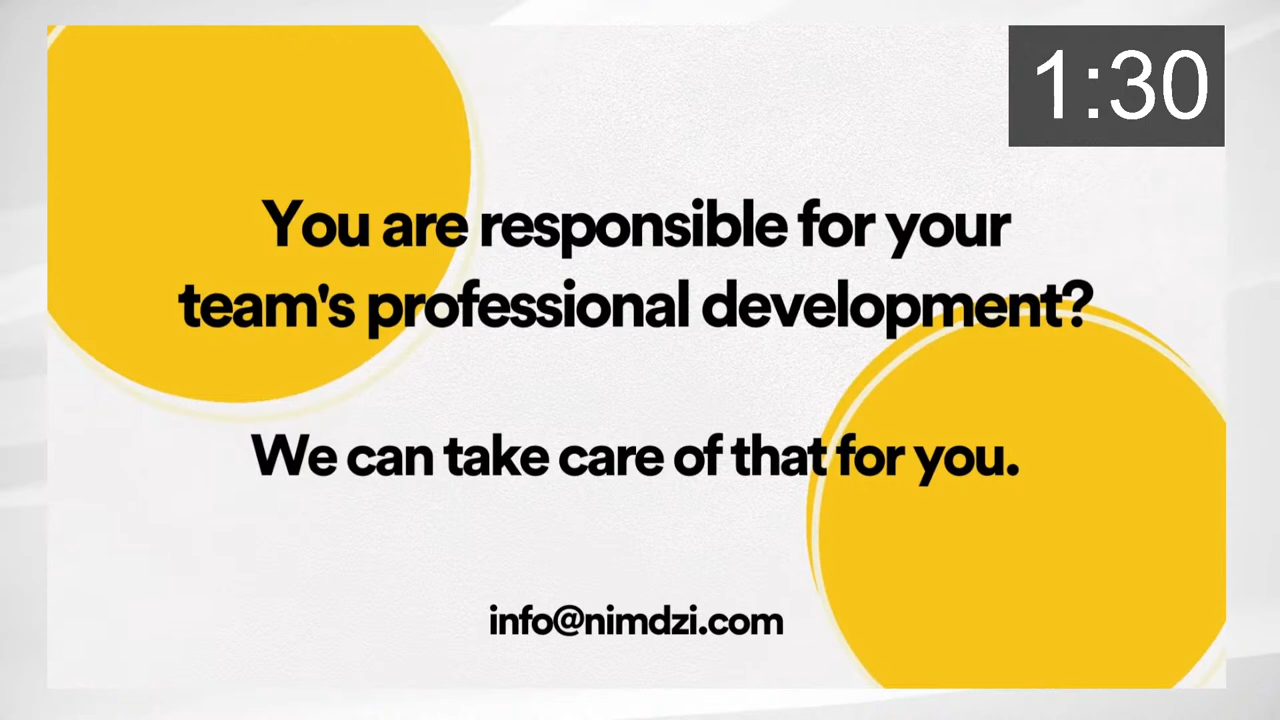 1:30
You are responsible for your
team's professional development?
We can take care of that for you.
info@nimdzi.com